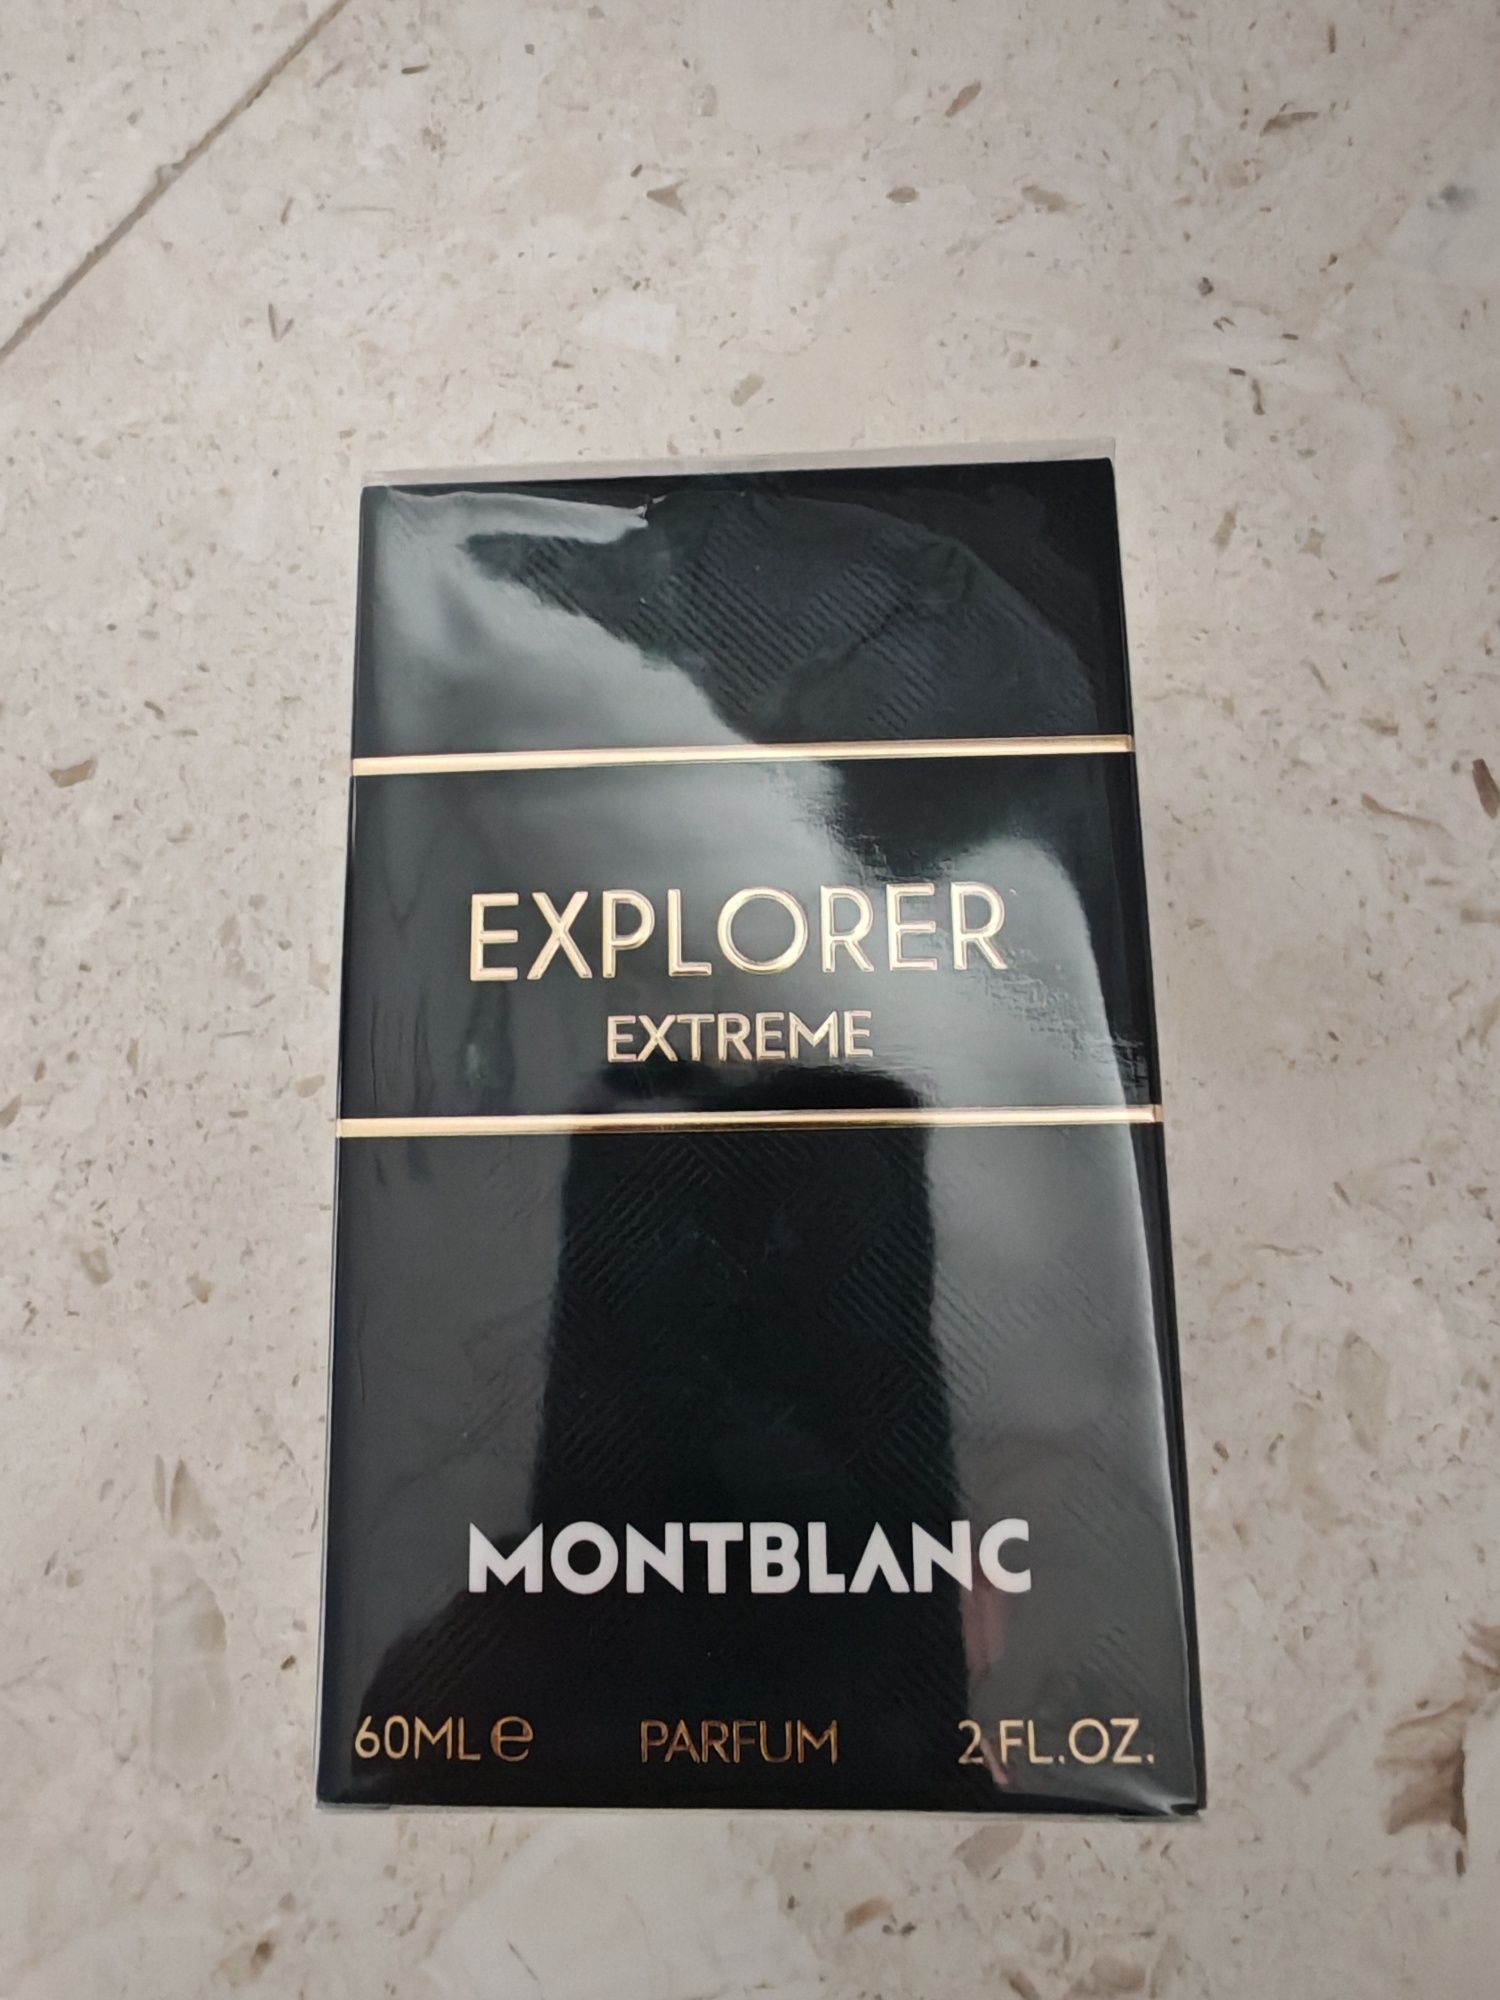 EXPLORER
EXTREME
MONTBLANC
60ML ℮ PARFUM 2 FL.OZ.